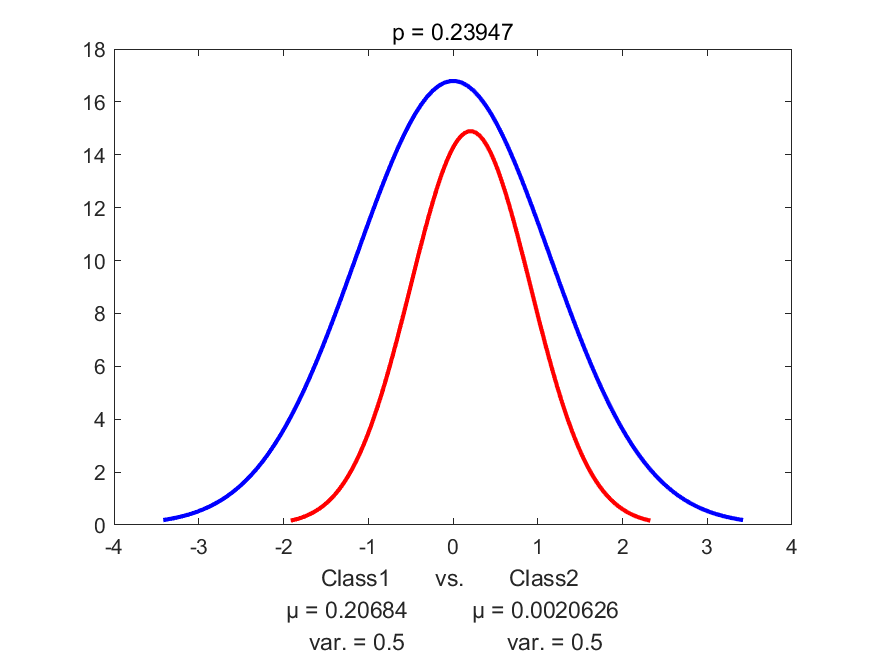 p = 0.23947
18
16
14
12
10
8
6
4
2
0
-4 -3 -2 -1 0 1 2 3 4
Class1 vs. Class2
μ = 0.20684 μ = 0.0020626
var. = 0.5 var. = 0.5